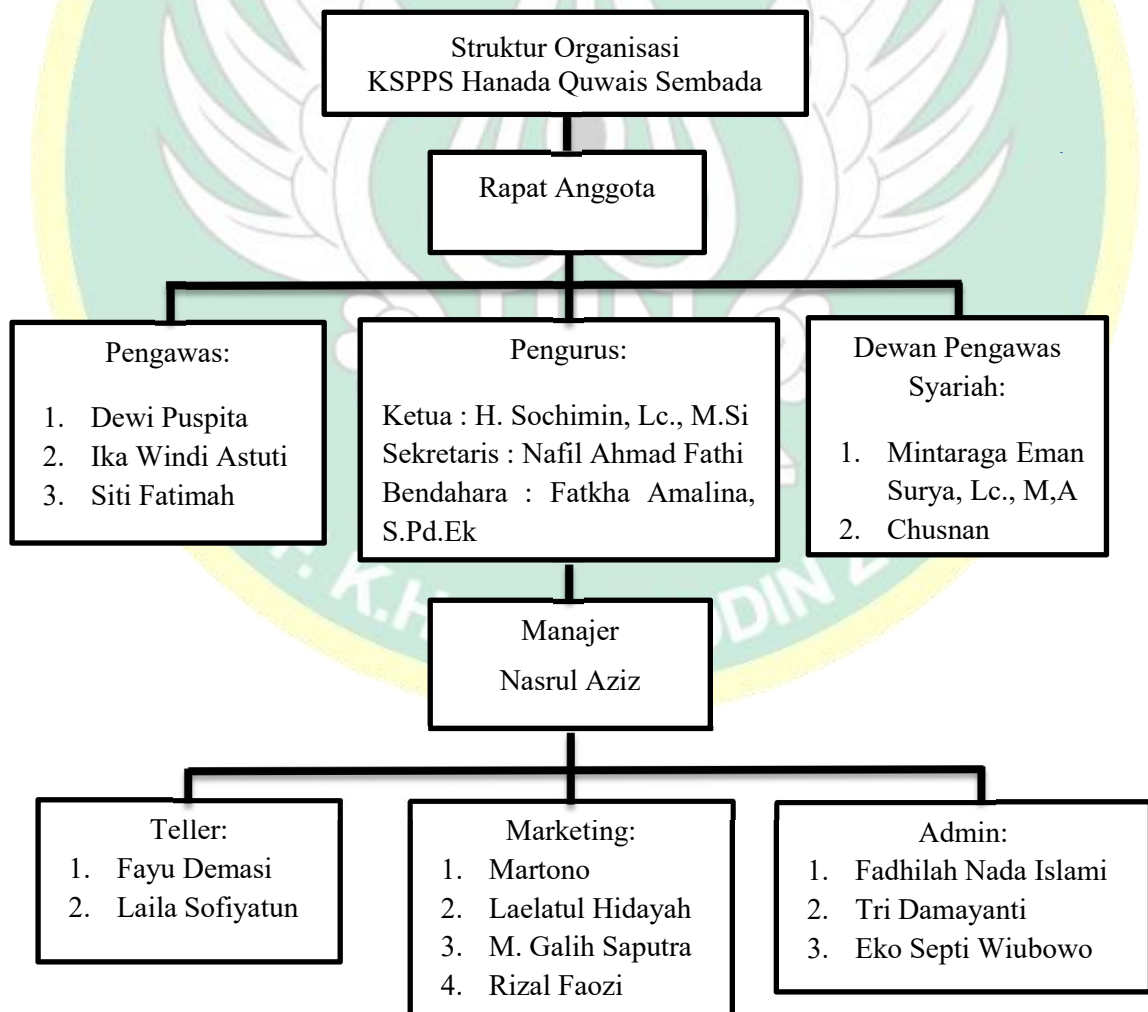 Struktur Organisasi
KSPPS Hanada Quwais Sembada
Rapat Anggota
Pengawas:
1. Dewi Puspita
2. Ika Windi Astuti
3. Siti Fatimah
Pengurus:
Ketua : H. Sochimin, Lc., M.Si
Sekretaris : Nafil Ahmad Fathi
Bendahara : Fatkha Amalina,
S.Pd.Ek
Dewan Pengawas
Syariah:
1. Mintaraga Eman
Surya, Lc., M,A
2. Chusnan
Manajer
Nasrul Aziz
Teller:
1. Fayu Demasi
2. Laila Sofiyatun
Marketing:
1. Martono
2. Laelatul Hidayah
3. M. Galih Saputra
4. Rizal Faozi
Admin:
1. Fadhilah Nada Islami
2. Tri Damayanti
3. Eko Septi Wiubowo